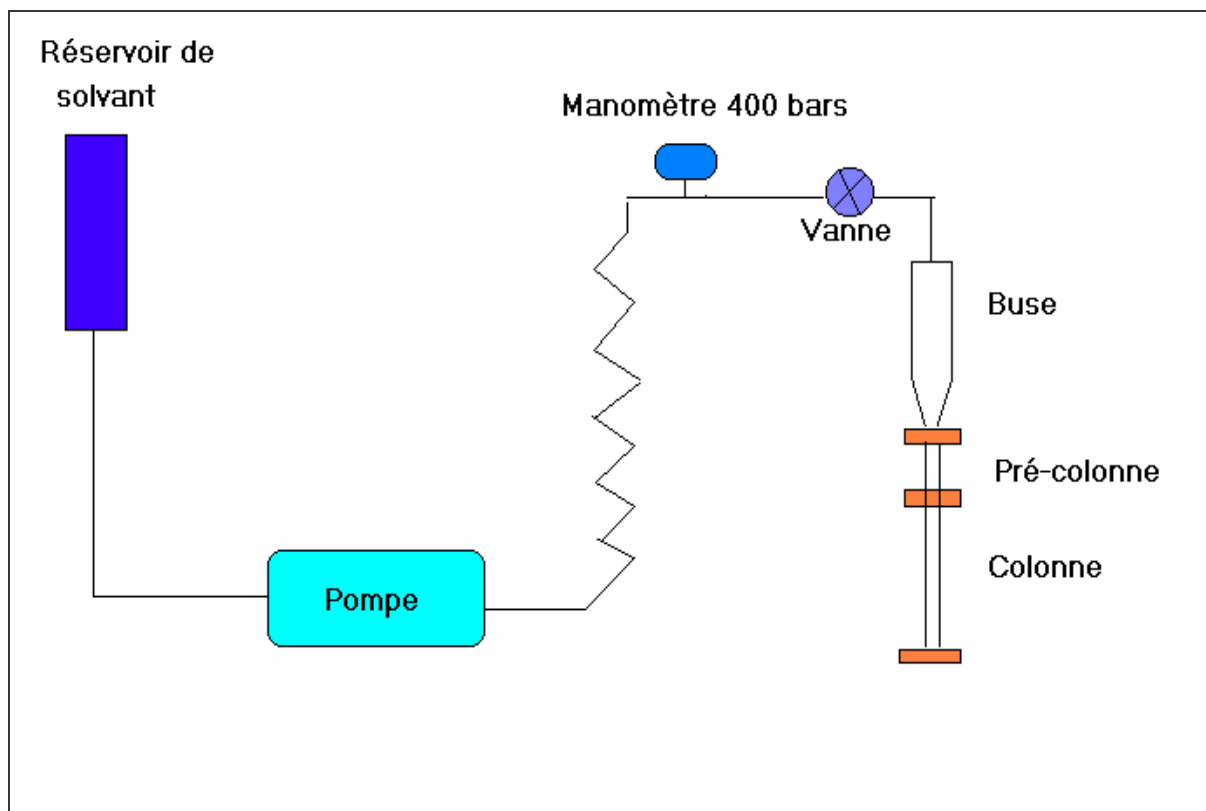 Réservoir de
solvant
Manomètre 400 bars
Vanne
Buse
Pré-colonne
Colonne
Pompe